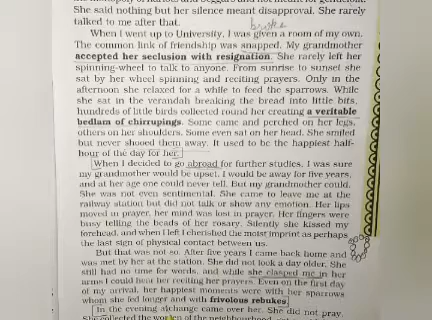 She said nothing but her silence meant disapproval. She rarely
talked to me after that.
broke
When I went up to University, I was given a room of my own.
The common link of friendship was snapped. My grandmother
accepted her seclusion with resignation. She rarely left her
spinning-wheel to talk to anyone. From sunrise to sunset she
sat by her wheel spinning and reciting prayers. Only in the
afternoon she relaxed for a while to feed the sparrows. While
she sat in the verandah breaking the bread into little bits,
hundreds of little birds collected round her creating a veritable
bedlam of chirrupings. Some came and perched on her legs,
others on her shoulders. Some even sat on her head. She smiled
but never shooed them away. It used to be the happiest half-
hour of the day for her.
When I decided to go abroad for further studies, I was sure
my grandmother would be upset. I would be away for five years,
and at her age one could never tell. But my grandmother could.
She was not even sentimental. She came to leave me at the
railway station but did not talk or show any emotion. Her lips
moved in prayer, her mind was lost in prayer. Her fingers were
busy telling the beads of her rosary. Silently she kissed my
forehead, and when I left I cherished the moist imprint as perhaps
the last sign of physical contact between us.
But that was not so. After five years I came back home and
was met by her at the station. She did not look a day older. She
still had no time for words, and while she clasped me in her
arms I could hear her reciting her prayers. Even on the first day
of my arrival, her happiest moments were with her sparrows
whom she fed longer and with frivolous rebukes.
In the evening a change came over her. She did not pray.
She collected the women of the neighbourhood,